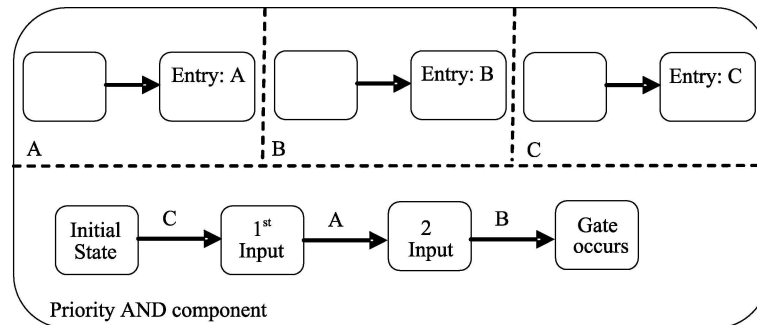 Entry: A
Entry: B
Entry: C
A
B
C
C
A
B
Initial
State
1st
Input
2
Input
Gate
occurs
Priority AND component